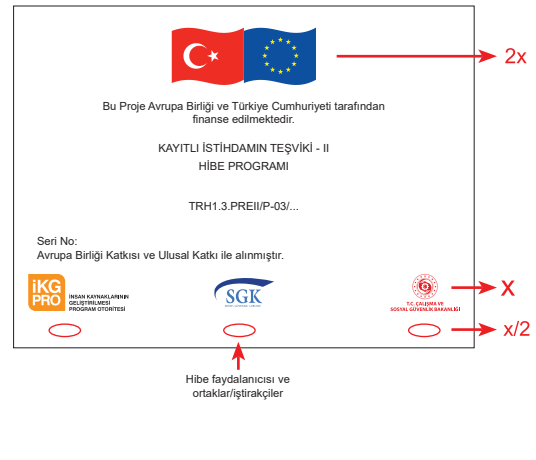 2x
Bu Proje Avrupa Birliği ve Türkiye Cumhuriyeti tarafından
finanse edilmektedir.
KAYITLI İSTİHDAMIN TEŞVİKİ - II
HİBE PROGRAMI
TRH1.3.PREII/P-03/...
Seri No:
Avrupa Birliği Katkısı ve Ulusal Katkı ile alınmıştır.
iKG
PRO
İNSAN KAYNAKLARININ
GELİŞTİRİLMESİ
PROGRAM OTORİTESİ
SGK
T.C. ÇALIŞMA VE
SOSYAL GÜVENLİK BAKANLIĞI
X
x/2
Hibe faydalanıcısı ve
ortaklar/iştirakçiler